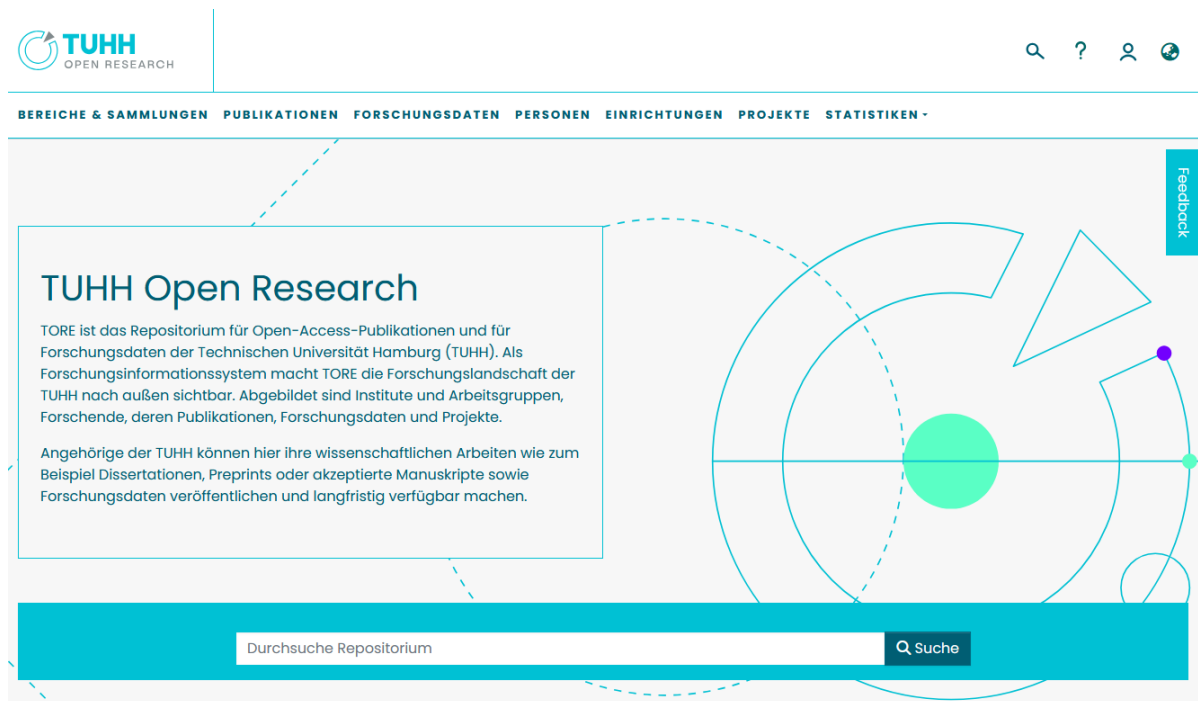 TUHH
OPEN RESEARCH
?
BEREICHE & SAMMLUNGEN PUBLIKATIONEN FORSCHUNGSDATEN PERSONEN EINRICHTUNGEN PROJEKTE STATISTIKEN
Feedback
TUHH Open Research
TORE ist das Repositorium für Open-Access-Publikationen und für
Forschungsdaten der Technischen Universität Hamburg (TUHH). Als
Forschungsinformationssystem macht TORE die Forschungslandschaft der
TUHH nach außen sichtbar. Abgebildet sind Institute und Arbeitsgruppen,
Forschende, deren Publikationen, Forschungsdaten und Projekte.
Angehörige der TUHH können hier ihre wissenschaftlichen Arbeiten wie zum
Beispiel Dissertationen, Preprints oder akzeptierte Manuskripte sowie
Forschungsdaten veröffentlichen und langfristig verfügbar machen.
Durchsuche Repositorium
Suche